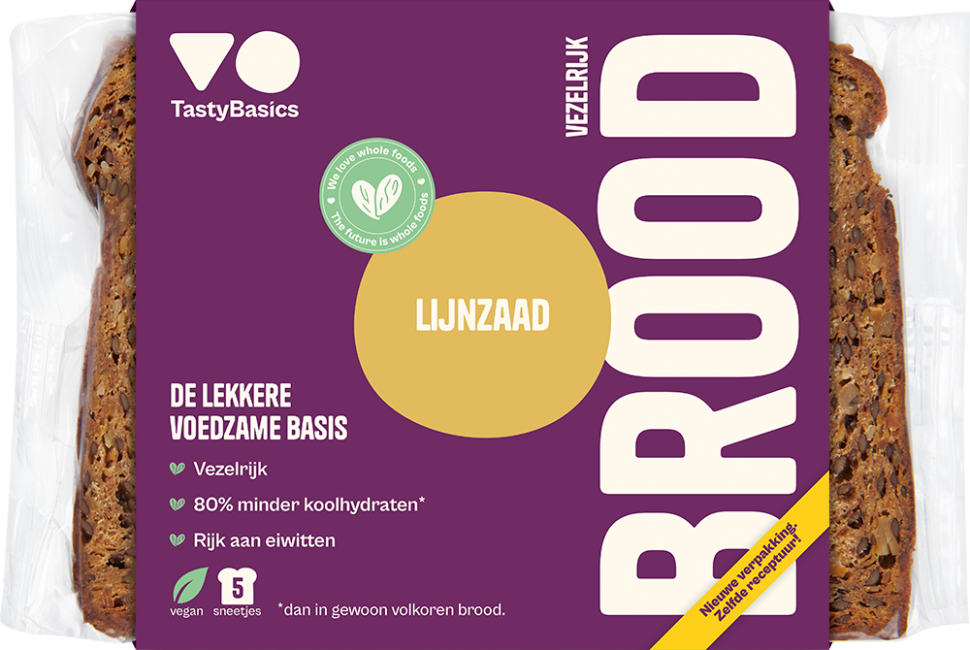 TastyBasics
VEZELRIJK
BROOD
We love whole foods
The future is whole foods
LIJNZAAD
DE LEKKERE
VOEDZAME BASIS
Vezelrijk
80% minder koolhydraten*
Rijk aan eiwitten
5
vegan
sneetjes
*dan in gewoon volkoren brood.
Nieuwe verpakking.
Zelfde receptuur!